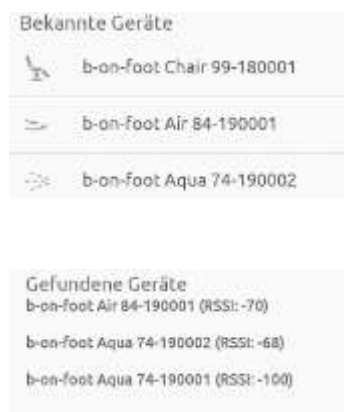 Bekannte Geräte
b-on-foot Chair 99-180001
b-on-foot Air 84-190001
b-on-foot Aqua 74-190002
Gefundene Geräte
b-on-foot Air 84-190001 (RSSI: -70)
b-on-foot Aqua 74-190002 (RSSI: -68)
b-on-foot Aqua 74-190001 (RSSI: -100)